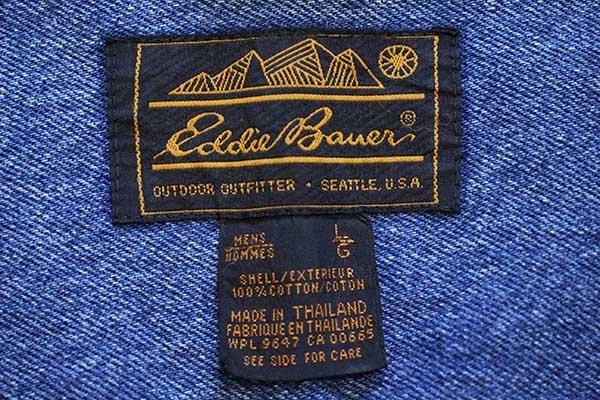 Eddie Bauer®
OUTDOOR OUTFITTER • SEATTLE, U.S.A.
MENS L
HOMMES G
SHELL/EXTERIEUR
100% COTTON/COTON
MADE IN THAILAND
FABRIQUE EN THAILANDE
WPL 9647 CA 00665
SEE SIDE FOR CARE